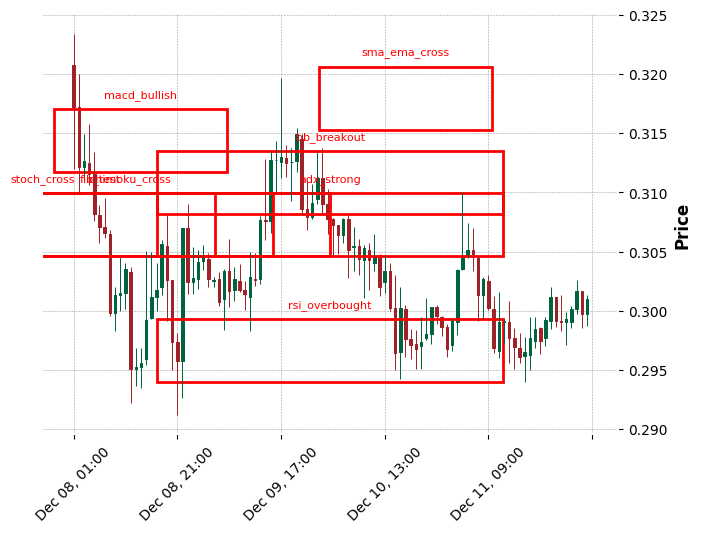 0.325
sma_ema_cross
0.320
macd_bullish
0.315
bb_breakout
stoch_cross
0.310
0.305
rsi_overbought
0.300
0.295
0.290
Price
Dec 08, 01:00
Dec 08, 21:00
Dec 09, 17:00
Dec 10, 13:00
Dec 11, 09:00